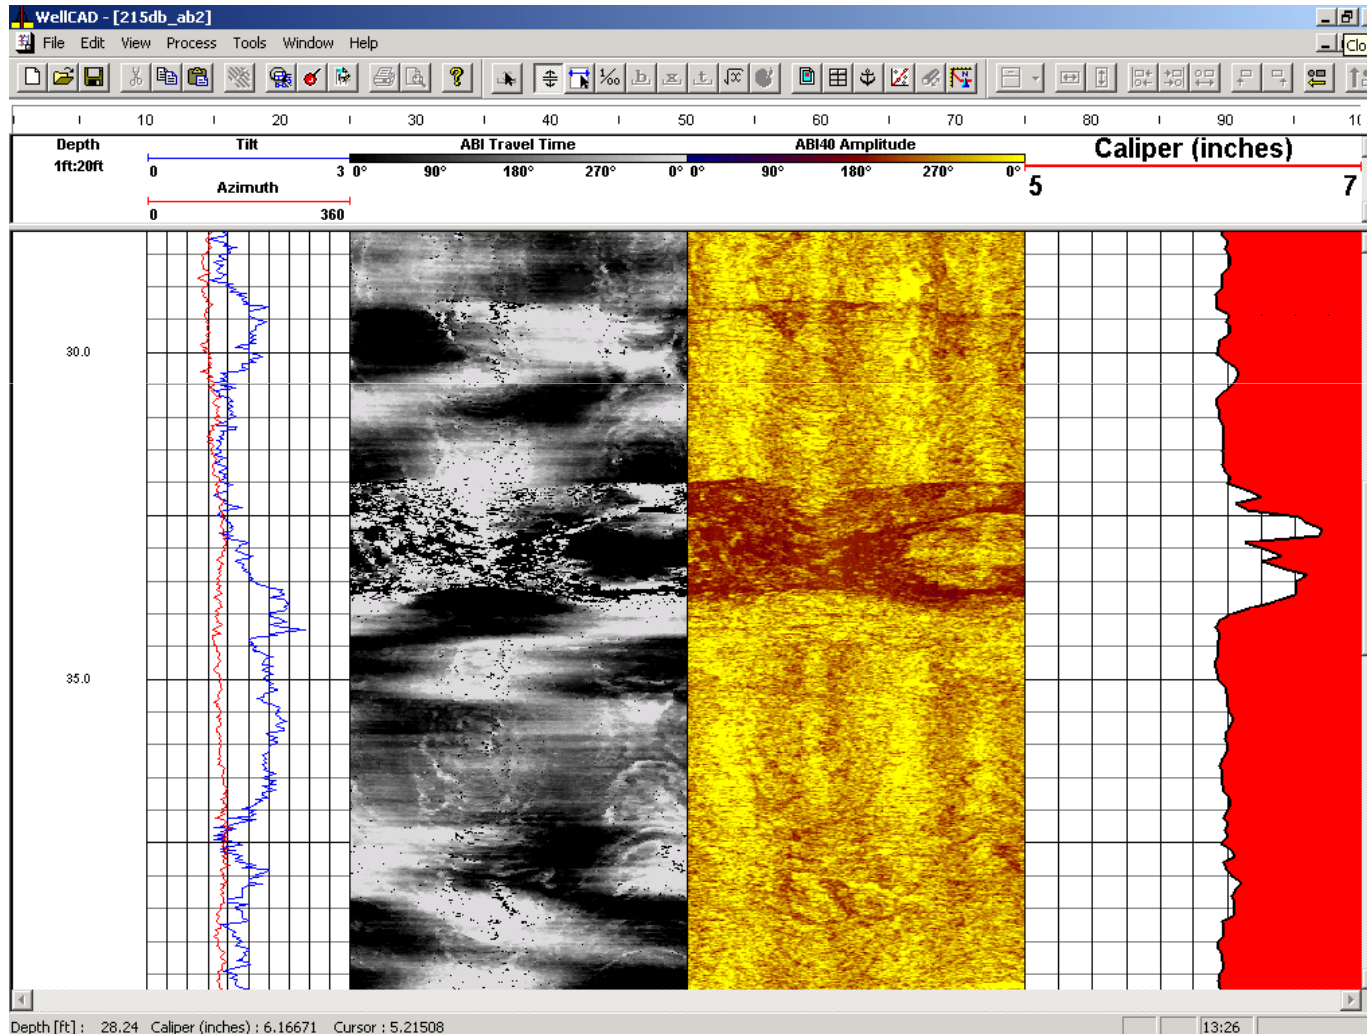 WellCAD - [215db_ab2]
File Edit View Process Tools Window Help
Clo
10 20 30 40 50 60 70 80 90 10
Depth
1ft:20ft
Tilt
0 3
Azimuth
0 360
ABI Travel Time
0° 90° 180° 270° 0°
ABI40 Amplitude
0° 90° 180° 270° 0°
Caliper (inches)
5 7
30.0
35.0
Depth [ft] : 28.24 Caliper (inches) : 6.16671 Cursor : 5.21508
13:26